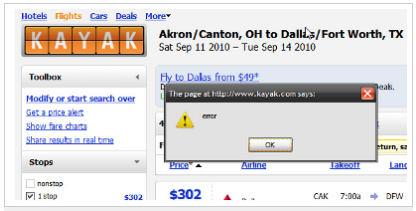 Hotels Flights Cars Deals More
KAYAK
Akron/Canton, OH to Dallas/Fort Worth, TX
Sat Sep 11 2010 – Tue Sep 14 2010
Toolbox
Modify or start search over
Get a price alert
Show fare charts
Share results in real time
Stops
nonstop
1 stop $302
Fly to Dallas from $49*
eals.
The page at http://www.kayak.com says:
error
OK
4
F
eturn, sa
Price Airline Takeoff Land
$302
CAK 7:00a DFW